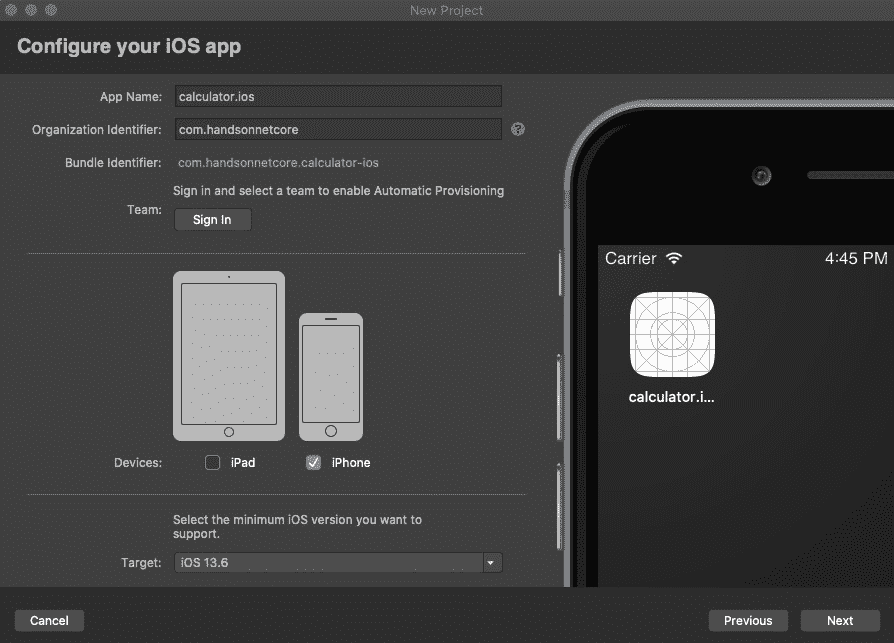 New Project
Configure your iOS app
App Name: calculator.ios
Organization Identifier: com.handsonnetcore ?
Bundle Identifier: com.handsonnetcore.calculator-ios
Sign in and select a team to enable Automatic Provisioning
Team:
Sign In
Carrier 4:45 PM
calculator.i...
Devices: iPad iPhone
Select the minimum iOS version you want to
support.
Target: iOS 13.6
Cancel Previous Next